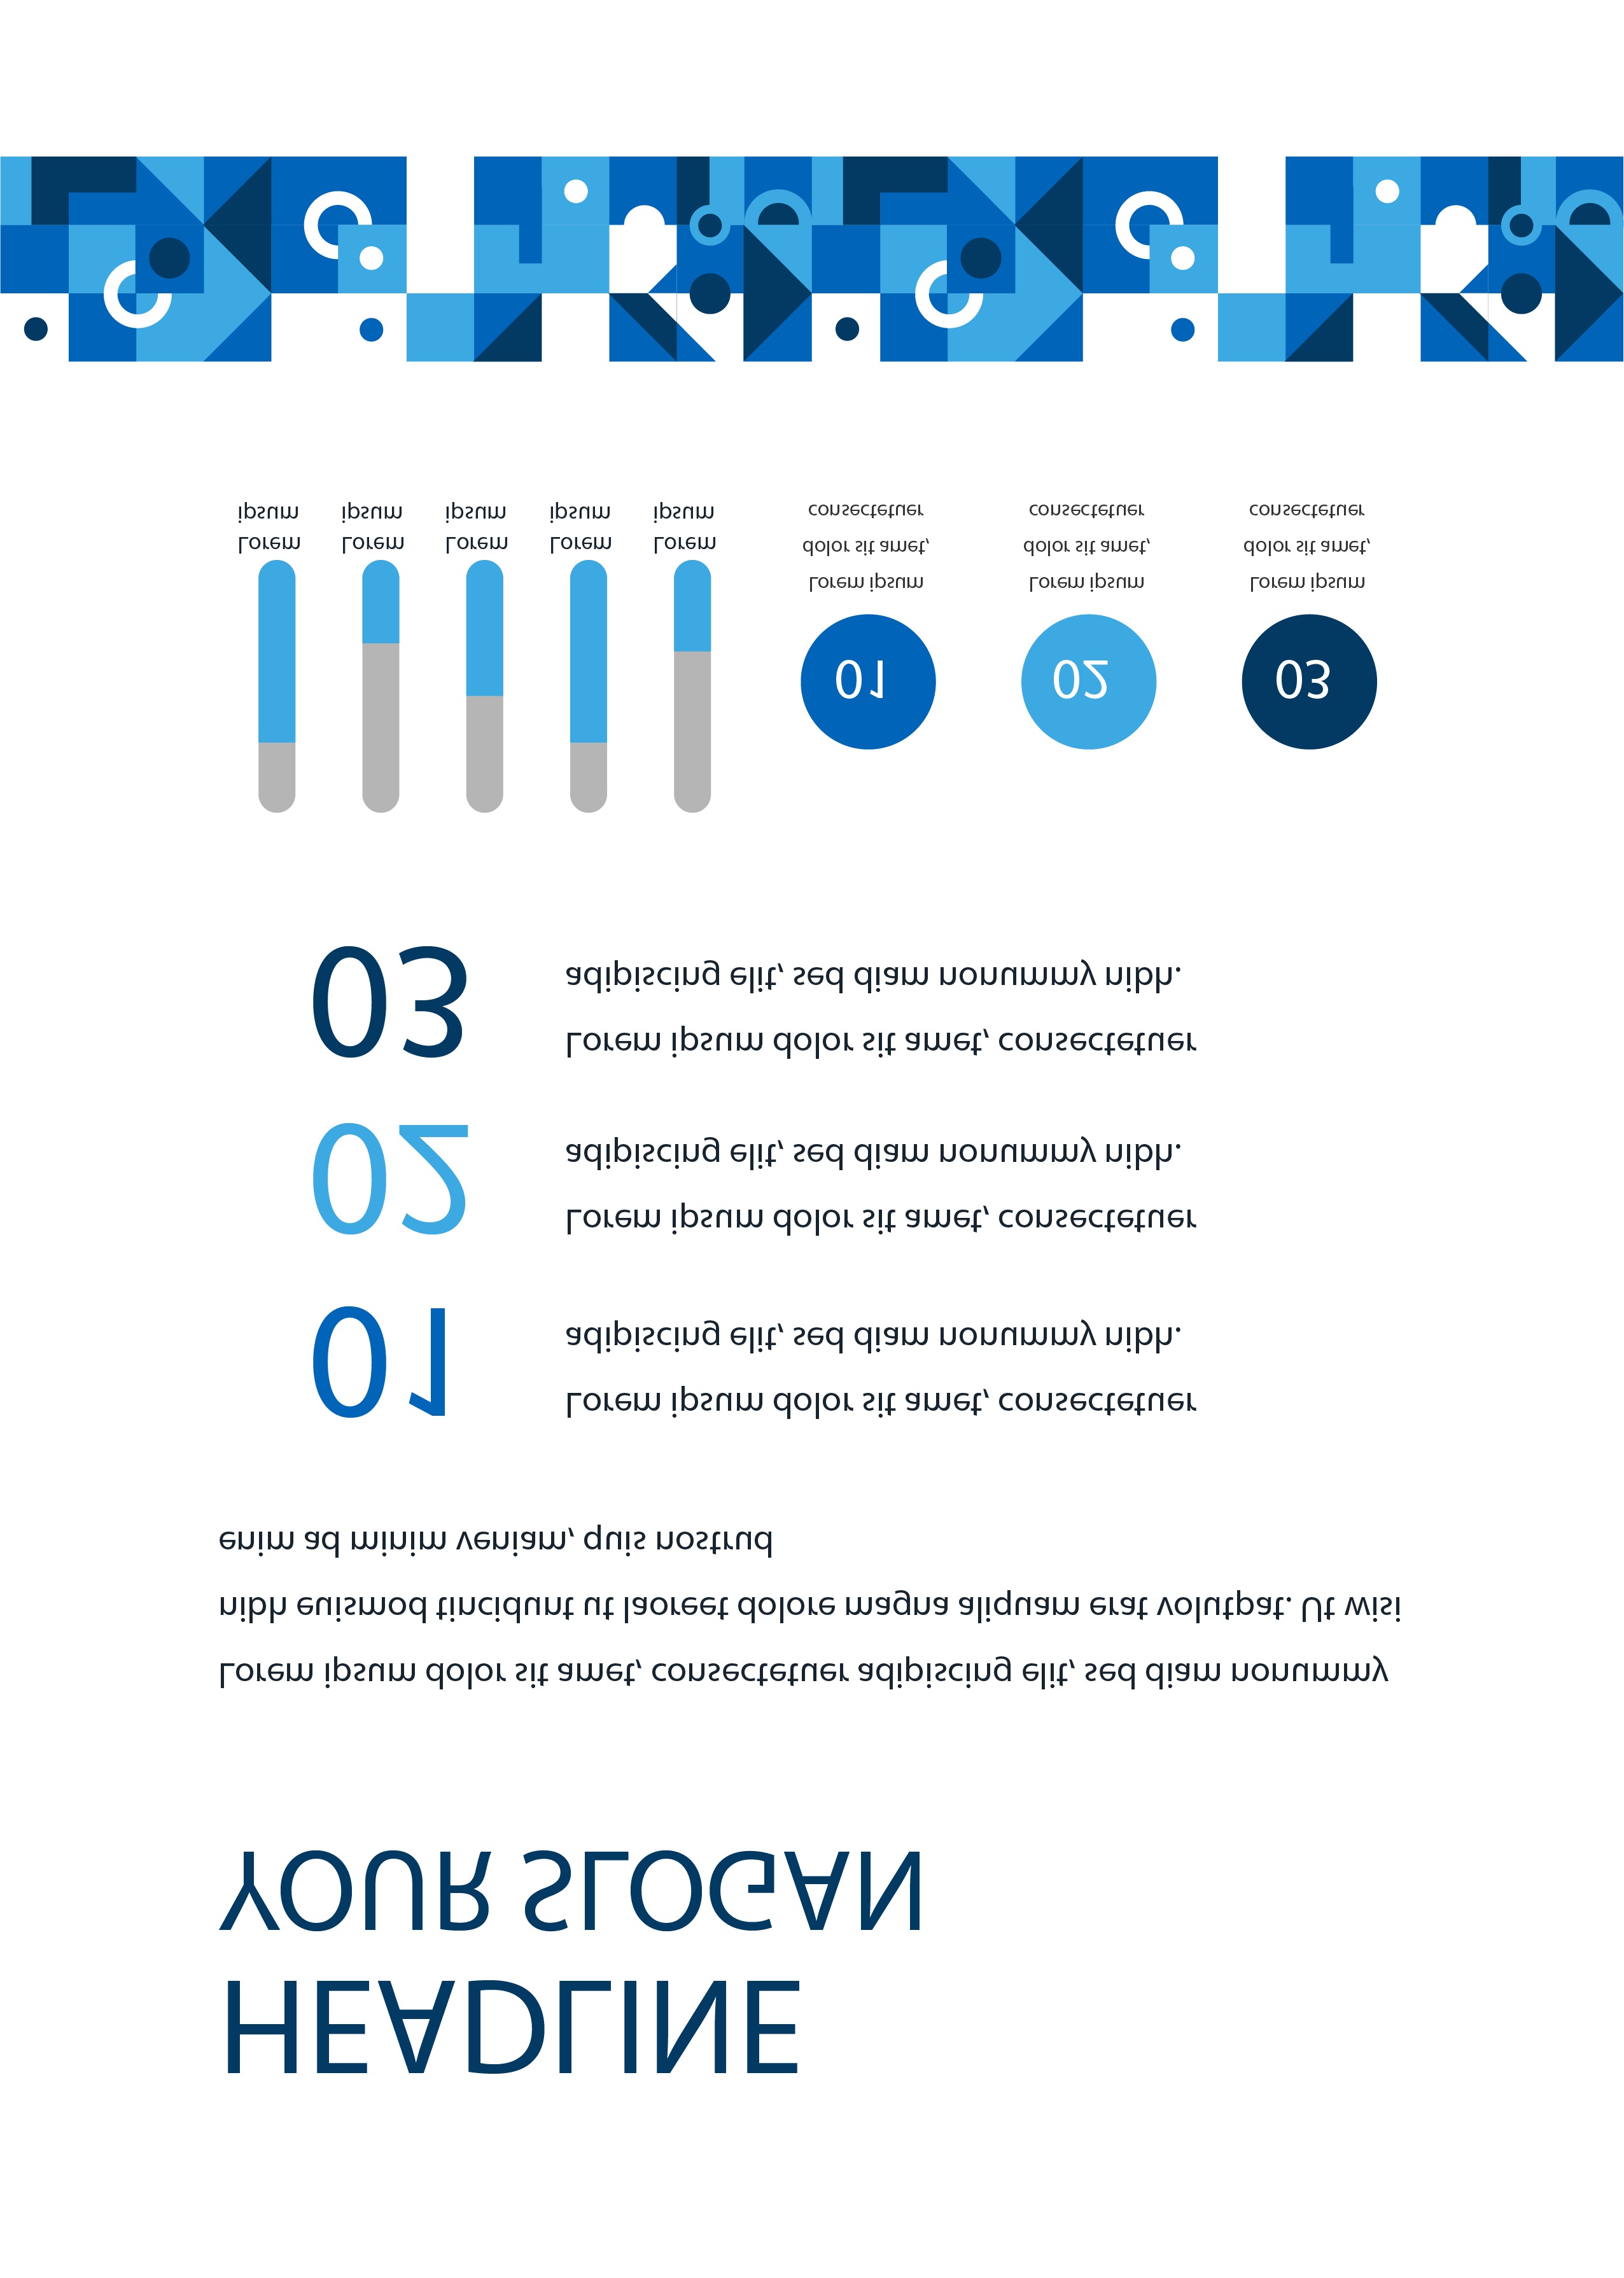 HEADLINE
YOUR SLOGAN
Lorem ipsum dolor sit amet, consectetuer adipiscing elit, sed diam nonummy
nibh euismod tincidunt ut laoreet dolore magna aliquam erat volutpat. Ut wisi
enim ad minim veniam, quis nostrud
01
Lorem ipsum dolor sit amet, consectetuer
adipiscing elit, sed diam nonummy nibh.
02
Lorem ipsum dolor sit amet, consectetuer
adipiscing elit, sed diam nonummy nibh.
03
Lorem ipsum dolor sit amet, consectetuer
adipiscing elit, sed diam nonummy nibh.
Lorem
ipsum
Lorem
ipsum
Lorem
ipsum
Lorem
ipsum
Lorem
ipsum
01
Lorem ipsum
dolor sit amet,
consectetuer
02
Lorem ipsum
dolor sit amet,
consectetuer
03
Lorem ipsum
dolor sit amet,
consectetuer